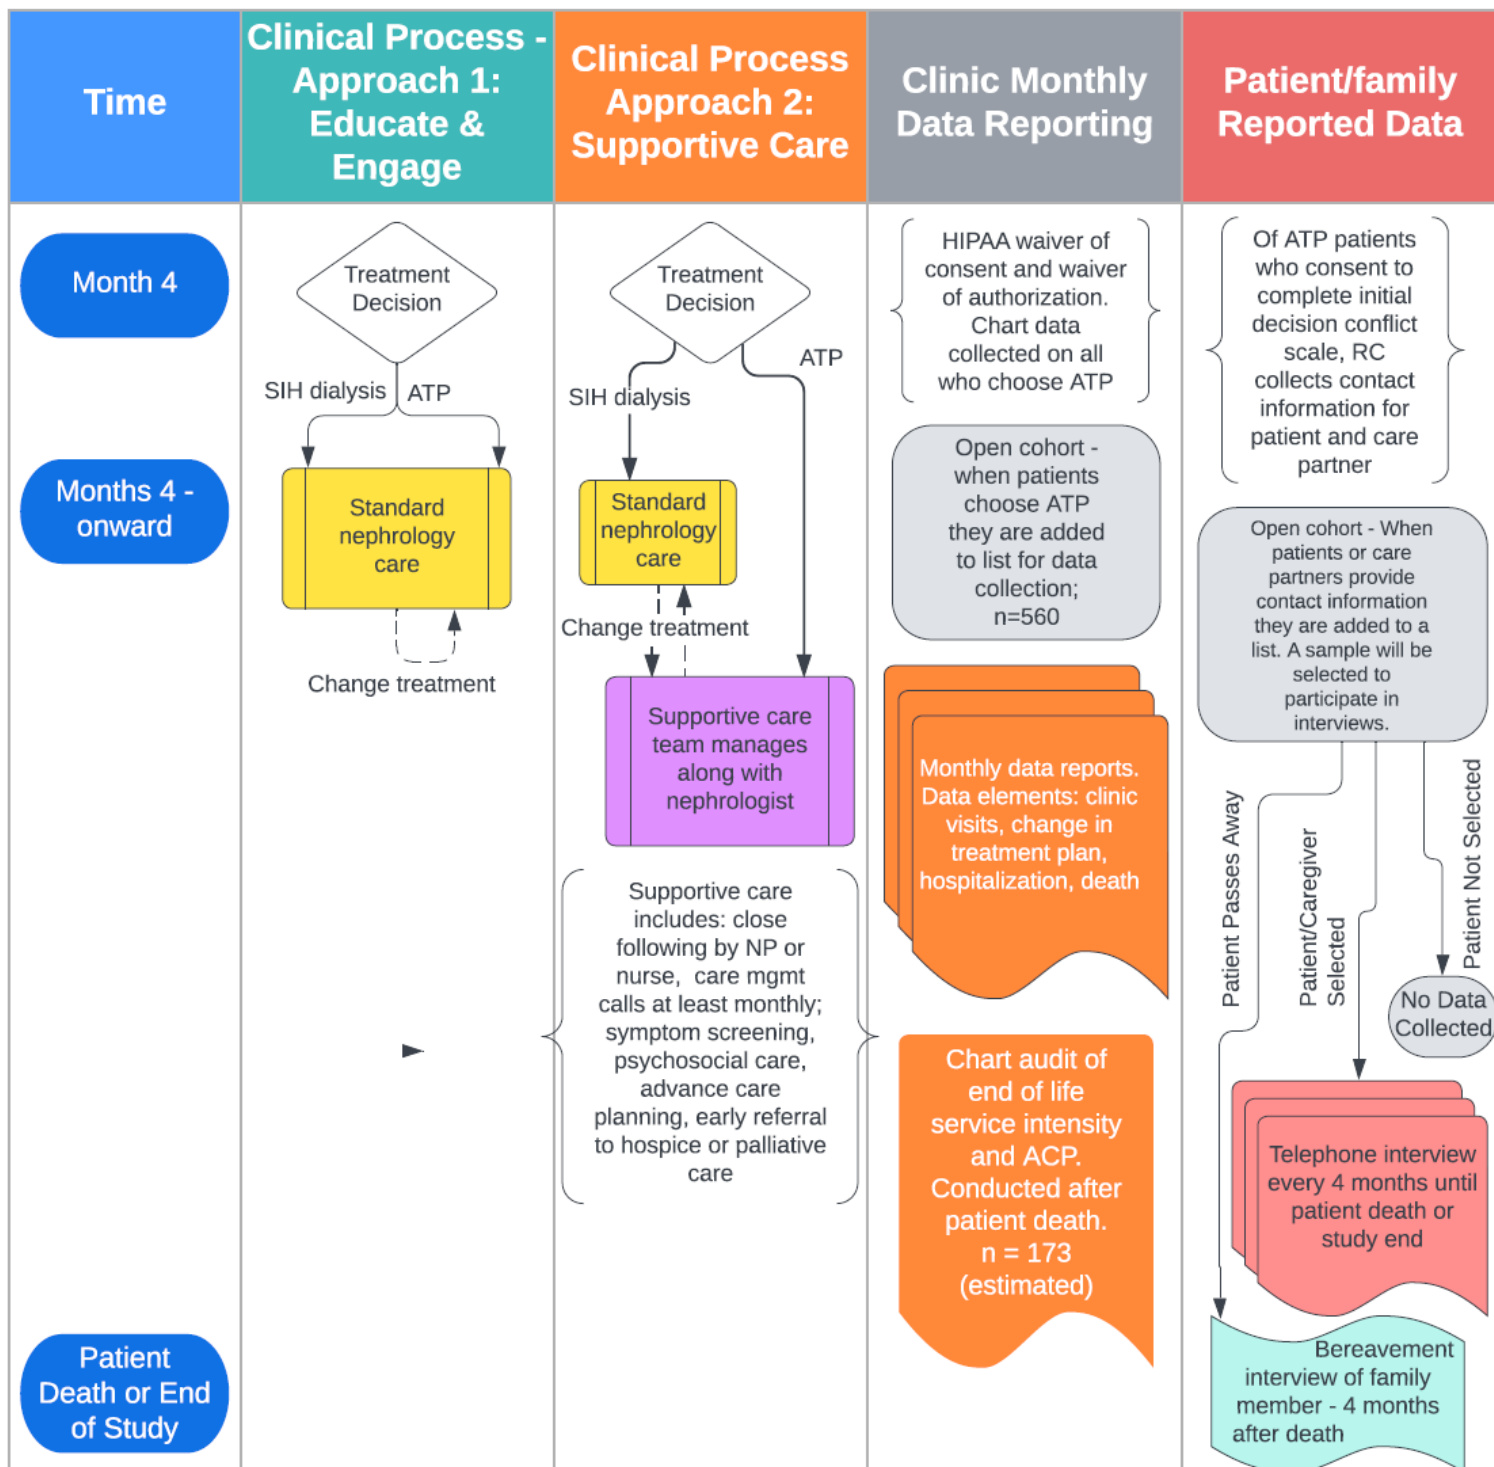 Time
Clinical Process -
Approach 1:
Educate &
Engage
Clinical Process
Approach 2:
Supportive Care
Clinic Monthly
Data Reporting
Patient/family
Reported Data
Month 4
Months 4 -
onward
Patient
Death or End
of Study
Treatment
Decision
SIH dialysis
ATP
Standard
nephrology
care
Change treatment
Treatment
Decision
ATP
SIH dialysis
Standard
nephrology
care
Change treatment
Supportive care
team manages
along with
nephrologist
Supportive care
includes: close
following by NP or
nurse, care mgmt
calls at least monthly;
symptom screening,
psychosocial care,
advance care
planning, early referral
to hospice or palliative
care
HIPAA waiver of
consent and waiver
of authorization.
Chart data
collected on all
who choose ATP
Open cohort -
when patients
choose ATP
they are added
to list for data
collection;
n=560
Monthly data reports.
Data elements: clinic
visits, change in
treatment plan,
hospitalization, death
Chart audit of
end of life
service intensity
and ACP.
Conducted after
patient death.
n = 173
(estimated)
Of ATP patients
who consent to
complete initial
decision conflict
scale, RC
collects contact
information for
patient and care
partner
Open cohort - When
patients or care
partners provide
contact information
they are added to a
list. A sample will be
selected to
participate in
interviews.
Patient Passes Away
Patient/Caregiver
Selected
Patient Not Selected
No Data
Collected
Telephone interview
every 4 months until
patient death or
study end
Bereavement
interview of family
member - 4 months
after death